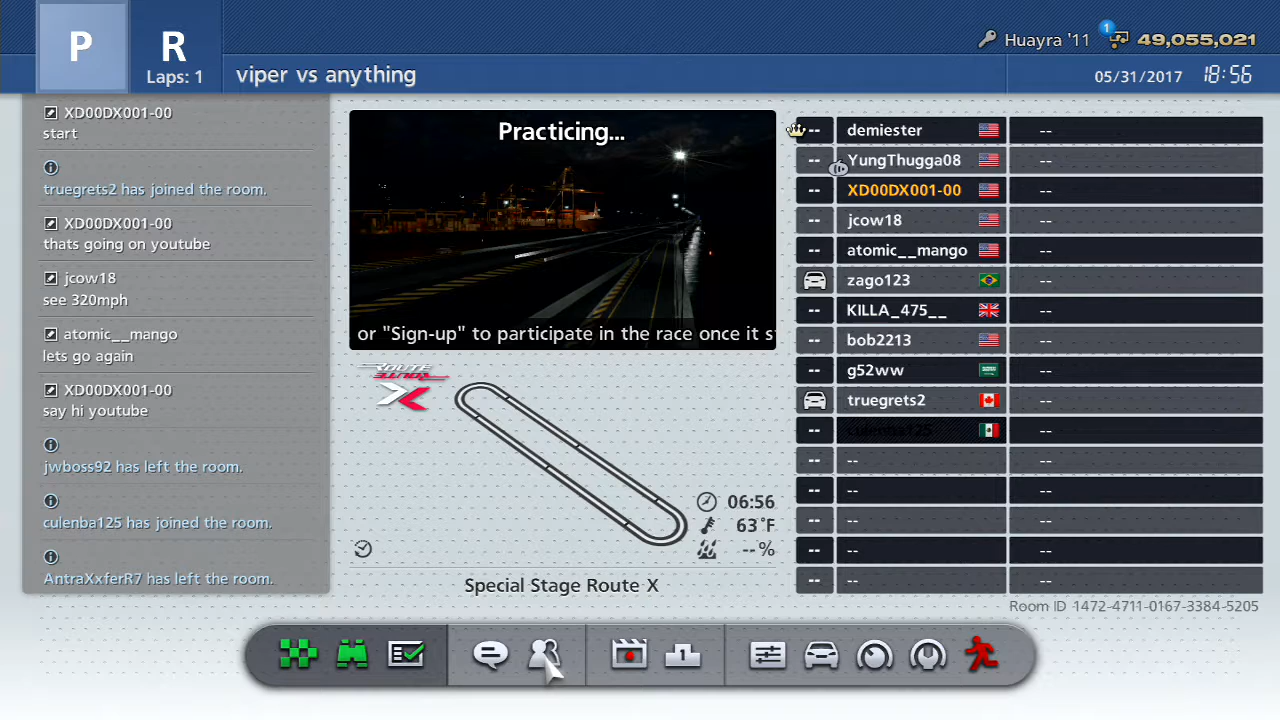 P
R
Laps: 1
viper vs anything
Huayra '11
1
49,055,021
05/31/2017
18:56
XD00DX001-00
start
truegrets2 has joined the room.
XD00DX001-00
thats going on youtube
jcow18
see 320mph
atomic__mango
lets go again
XD00DX001-00
say hi youtube
jwboss92 has left the room.
culenba125 has joined the room.
AntraXxferR7 has left the room.
Practicing...
or "Sign-up" to participate in the race once it s
ROUTE
X
06:56
63°F
--%
Special Stage Route X
-- demiester --
-- YungThugga08 --
-- XD00DX001-00 --
-- jcow18 --
-- atomic__mango --
zago123 --
-- KILLA_475__ --
-- bob2213 --
-- g52ww --
truegrets2 --
-- culenba125 --
-- -- --
-- -- --
-- -- --
-- -- --
-- -- --
Room ID 1472-4711-0167-3384-5205
1